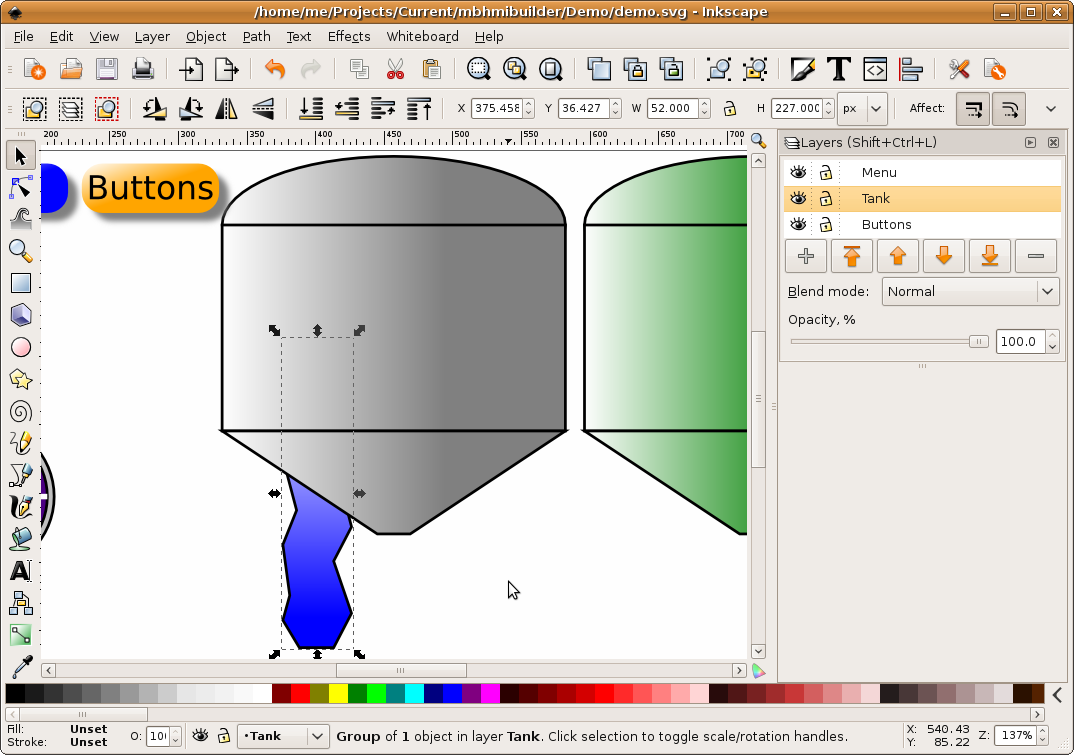 /home/me/Projects/Current/mbhmibuilder/Demo/demo.svg - Inkscape
File Edit View Layer Object Path Text Effects Whiteboard Help
X 375.458 Y 36.427 W 52.000 H 227.000 px Affect:
200 250 300 350 400 450 500 550 600 650 700
Layers (Shift+Ctrl+L)
Menu
Tank
Buttons
Blend mode: Normal
Opacity, %
100.0
Buttons
Fill: Unset
Stroke: Unset
O: 10
•Tank
Group of 1 object in layer Tank. Click selection to toggle scale/rotation handles.
X: 540.43
Y: 85.22
Z: 137%